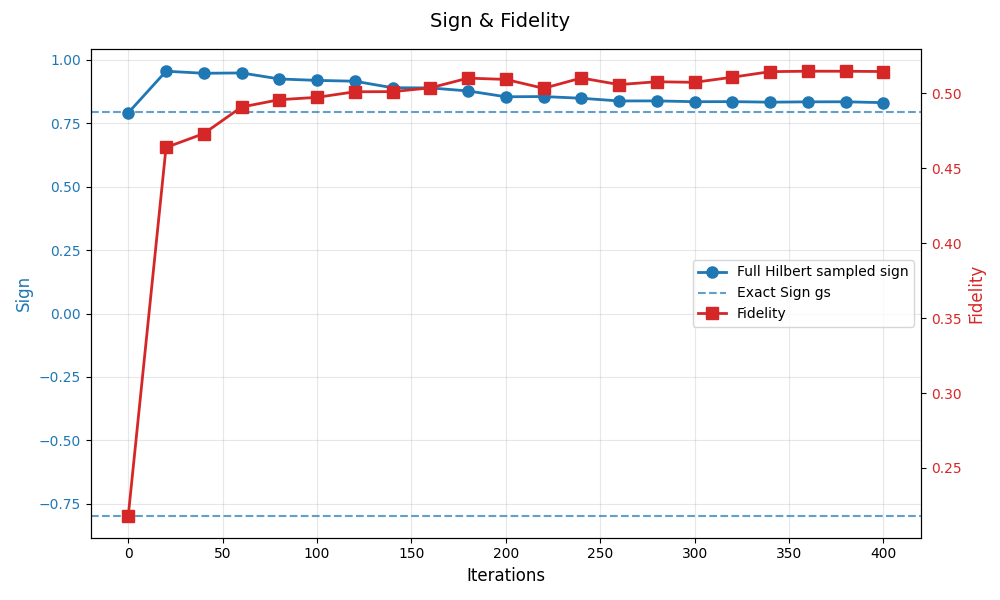 Sign & Fidelity
1.00
0.75
0.50
0.25
0.00
−0.25
−0.50
−0.75
Sign
0.50
0.45
0.40
0.35
0.30
0.25
Fidelity
Full Hilbert sampled sign
Exact Sign gs
Fidelity
0 50 100 150 200 250 300 350 400
Iterations